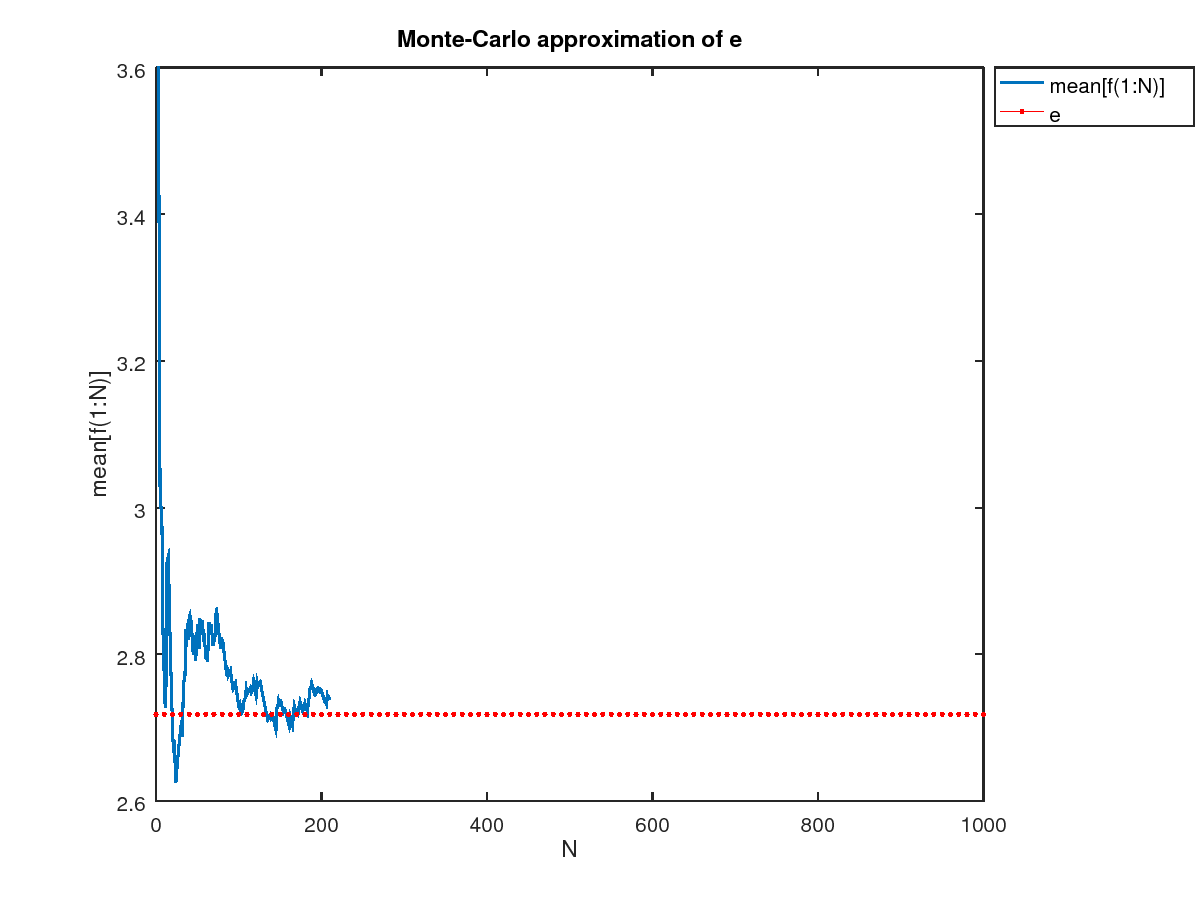 Monte-Carlo approximation of e
mean[f(1:N)]
e
3.6
3.4
3.2
3
2.8
2.6
mean[f(1:N)]
0 200 400 600 800 1000
N